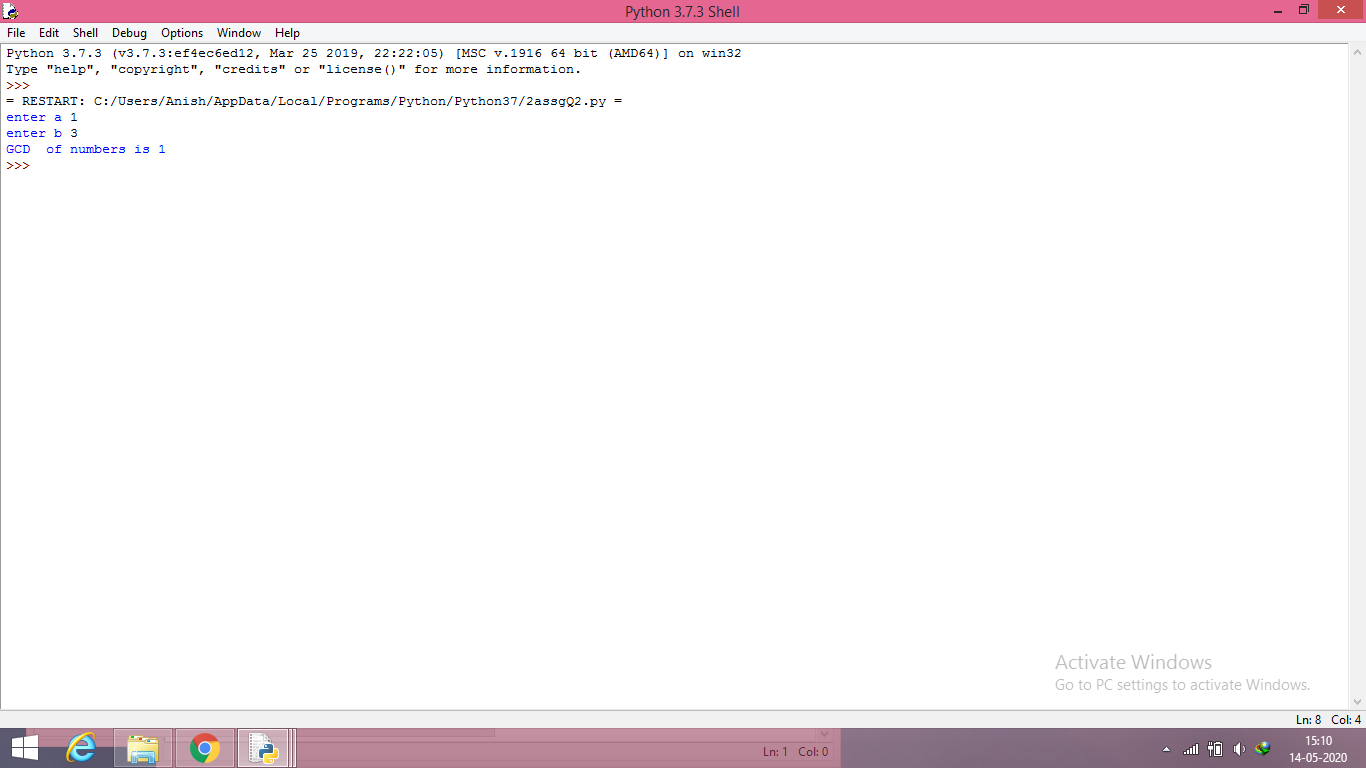 Python 3.7.3 Shell
File Edit Shell Debug Options Window Help
Python 3.7.3 (v3.7.3:ef4ec6ed12, Mar 25 2019, 22:22:05) [MSC v.1916 64 bit (AMD64)] on win32
Type "help", "copyright", "credits" or "license()" for more information.
>>>
= RESTART: C:/Users/Anish/AppData/Local/Programs/Python/Python37/2assgQ2.py =
enter a 1
enter b 3
GCD  of numbers is 1
>>>
Activate Windows
Go to PC settings to activate Windows.
Ln: 8 Col: 4
Ln: 1 Col: 0
15:10
14-05-2020